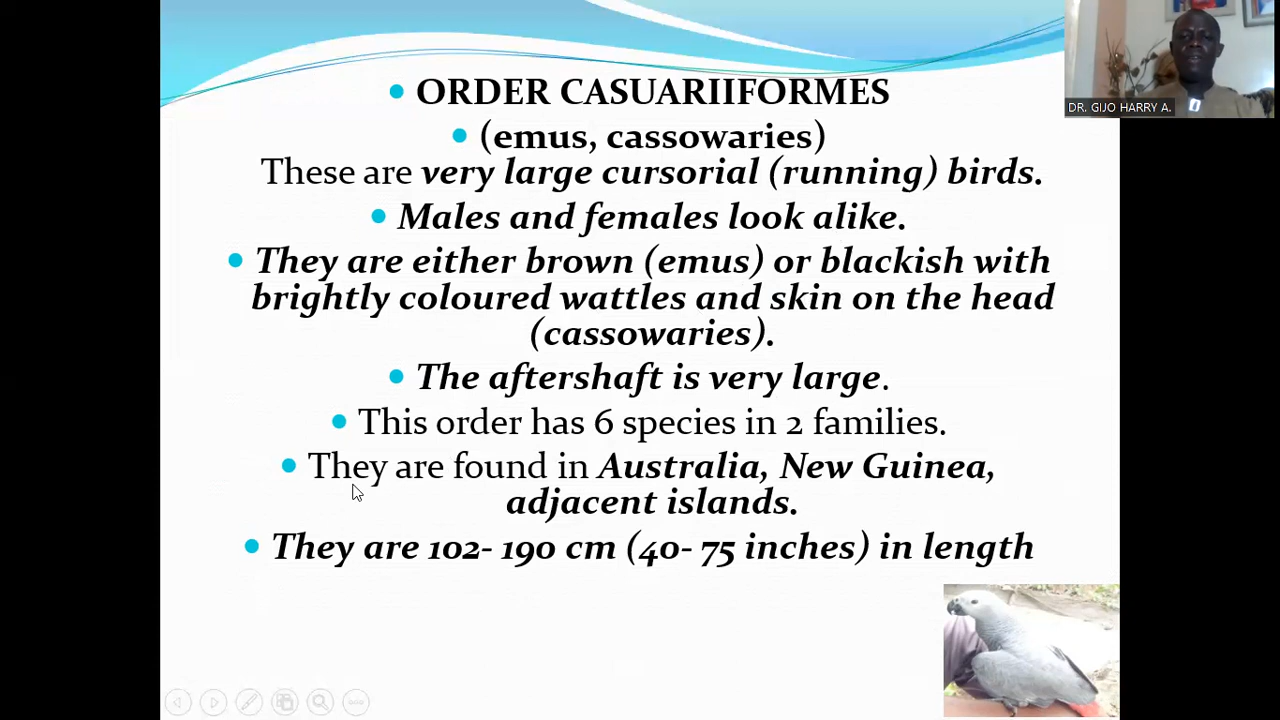 ORDER CASUARIIFORMES
(emus, cassowaries)
These are very large cursorial (running) birds.
Males and females look alike.
They are either brown (emus) or blackish with
brightly coloured wattles and skin on the head
(cassowaries).
The aftershaft is very large.
This order has 6 species in 2 families.
They are found in Australia, New Guinea,
adjacent islands.
They are 102- 190 cm (40- 75 inches) in length
DR. GIJO HARRY A.